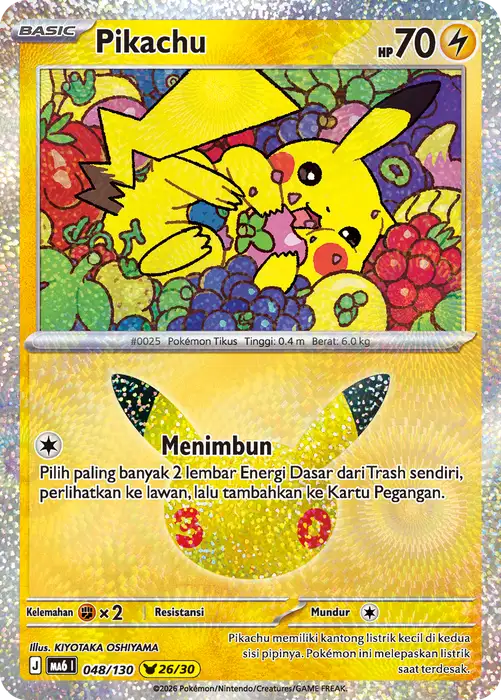 BASIC
Pikachu
HP 70
#0025 Pokémon Tikus Tinggi: 0.4 m Berat: 6.0 kg
Menimbun
Pilih paling banyak 2 lembar Energi Dasar dari Trash sendiri,
perlihatkan ke lawan, lalu tambahkan ke Kartu Pegangan.
30
Kelemahan ×2 Resistansi Mundur
Illus. KIYOTAKA OSHIYAMA
Pikachu memiliki kantong listrik kecil di kedua
sisi pipinya. Pokémon ini melepaskan listrik
saat terdesak.
J MA6 I 048/130 26/30
©2026 Pokémon/Nintendo/Creatures/GAME FREAK.